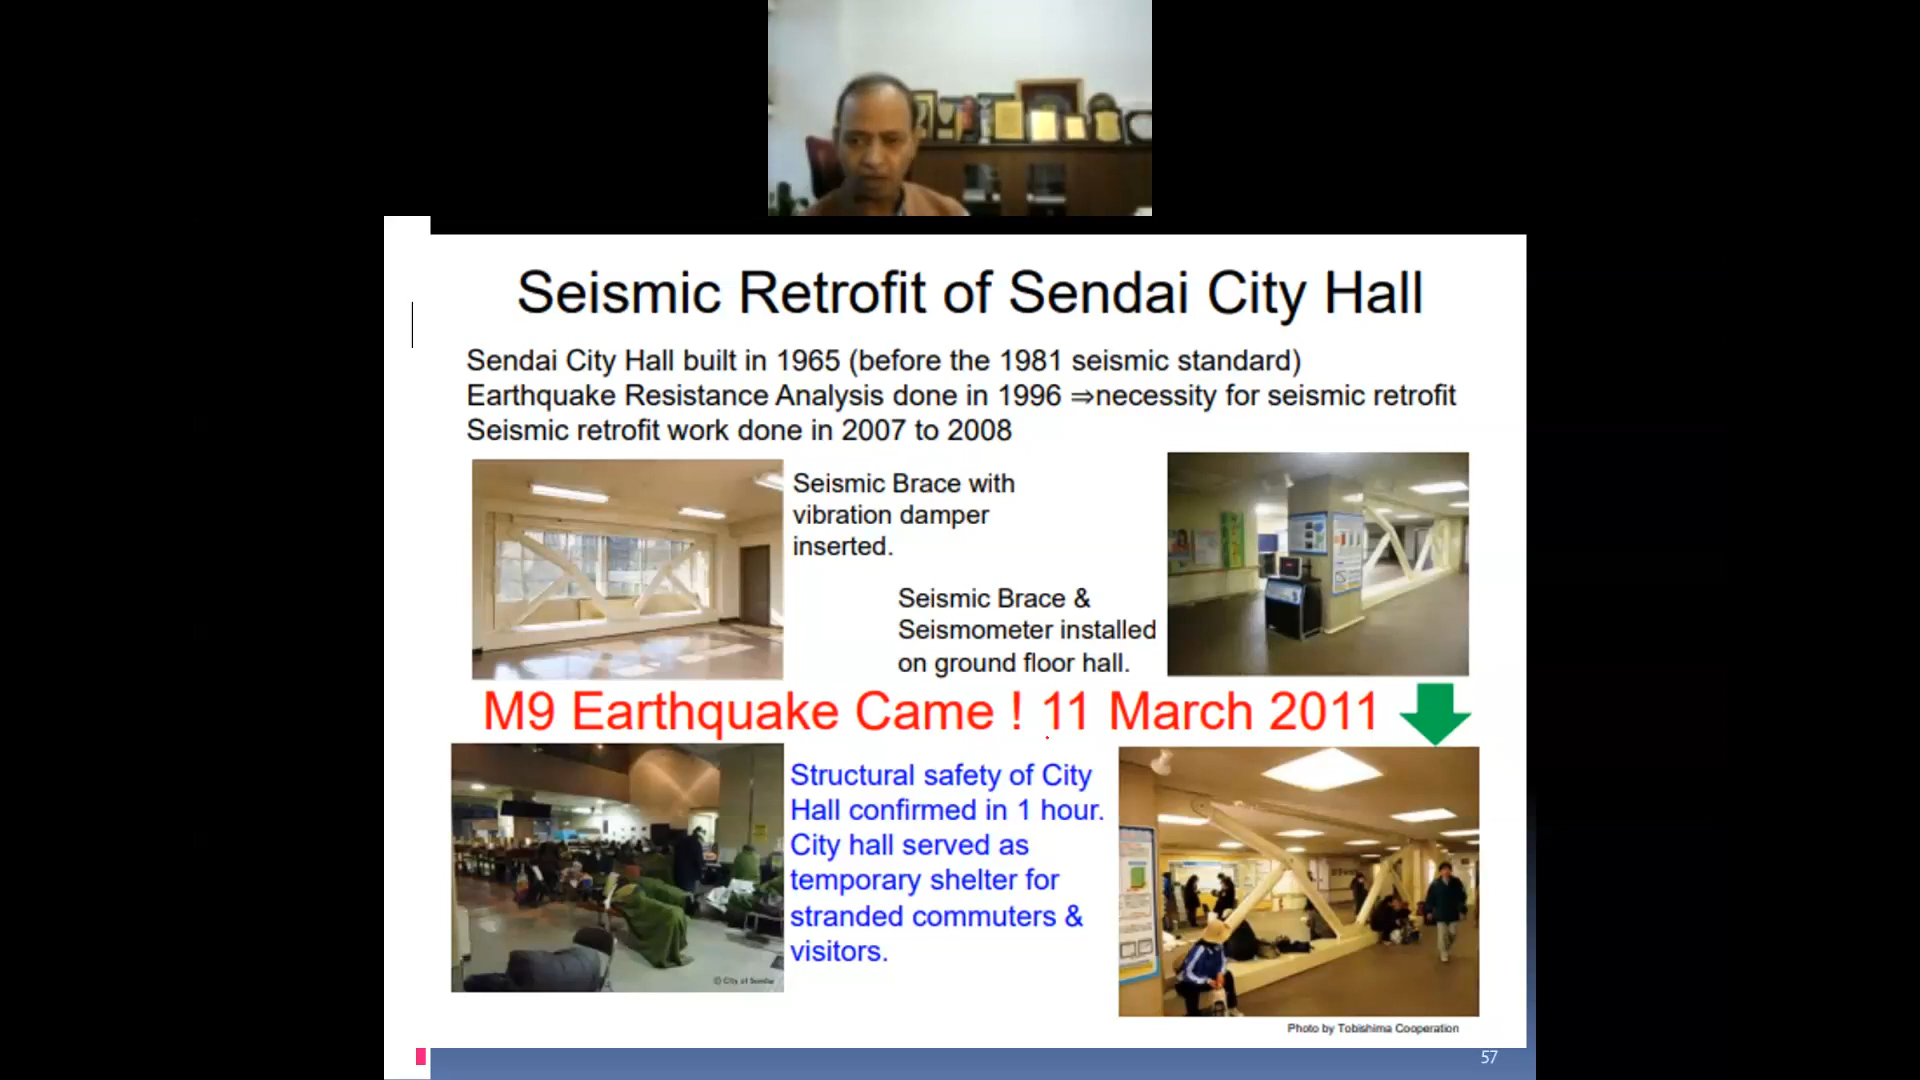 Seismic Retrofit of Sendai City Hall
Sendai City Hall built in 1965 (before the 1981 seismic standard)
Earthquake Resistance Analysis done in 1996 ⇒necessity for seismic retrofit
Seismic retrofit work done in 2007 to 2008
Seismic Brace with
vibration damper
inserted.
Seismic Brace &
Seismometer installed
on ground floor hall.
M9 Earthquake Came ! 11 March 2011
Structural safety of City
Hall confirmed in 1 hour.
City hall served as
temporary shelter for
stranded commuters &
visitors.
© City of Sendai
Photo by Tobishima Cooperation
57